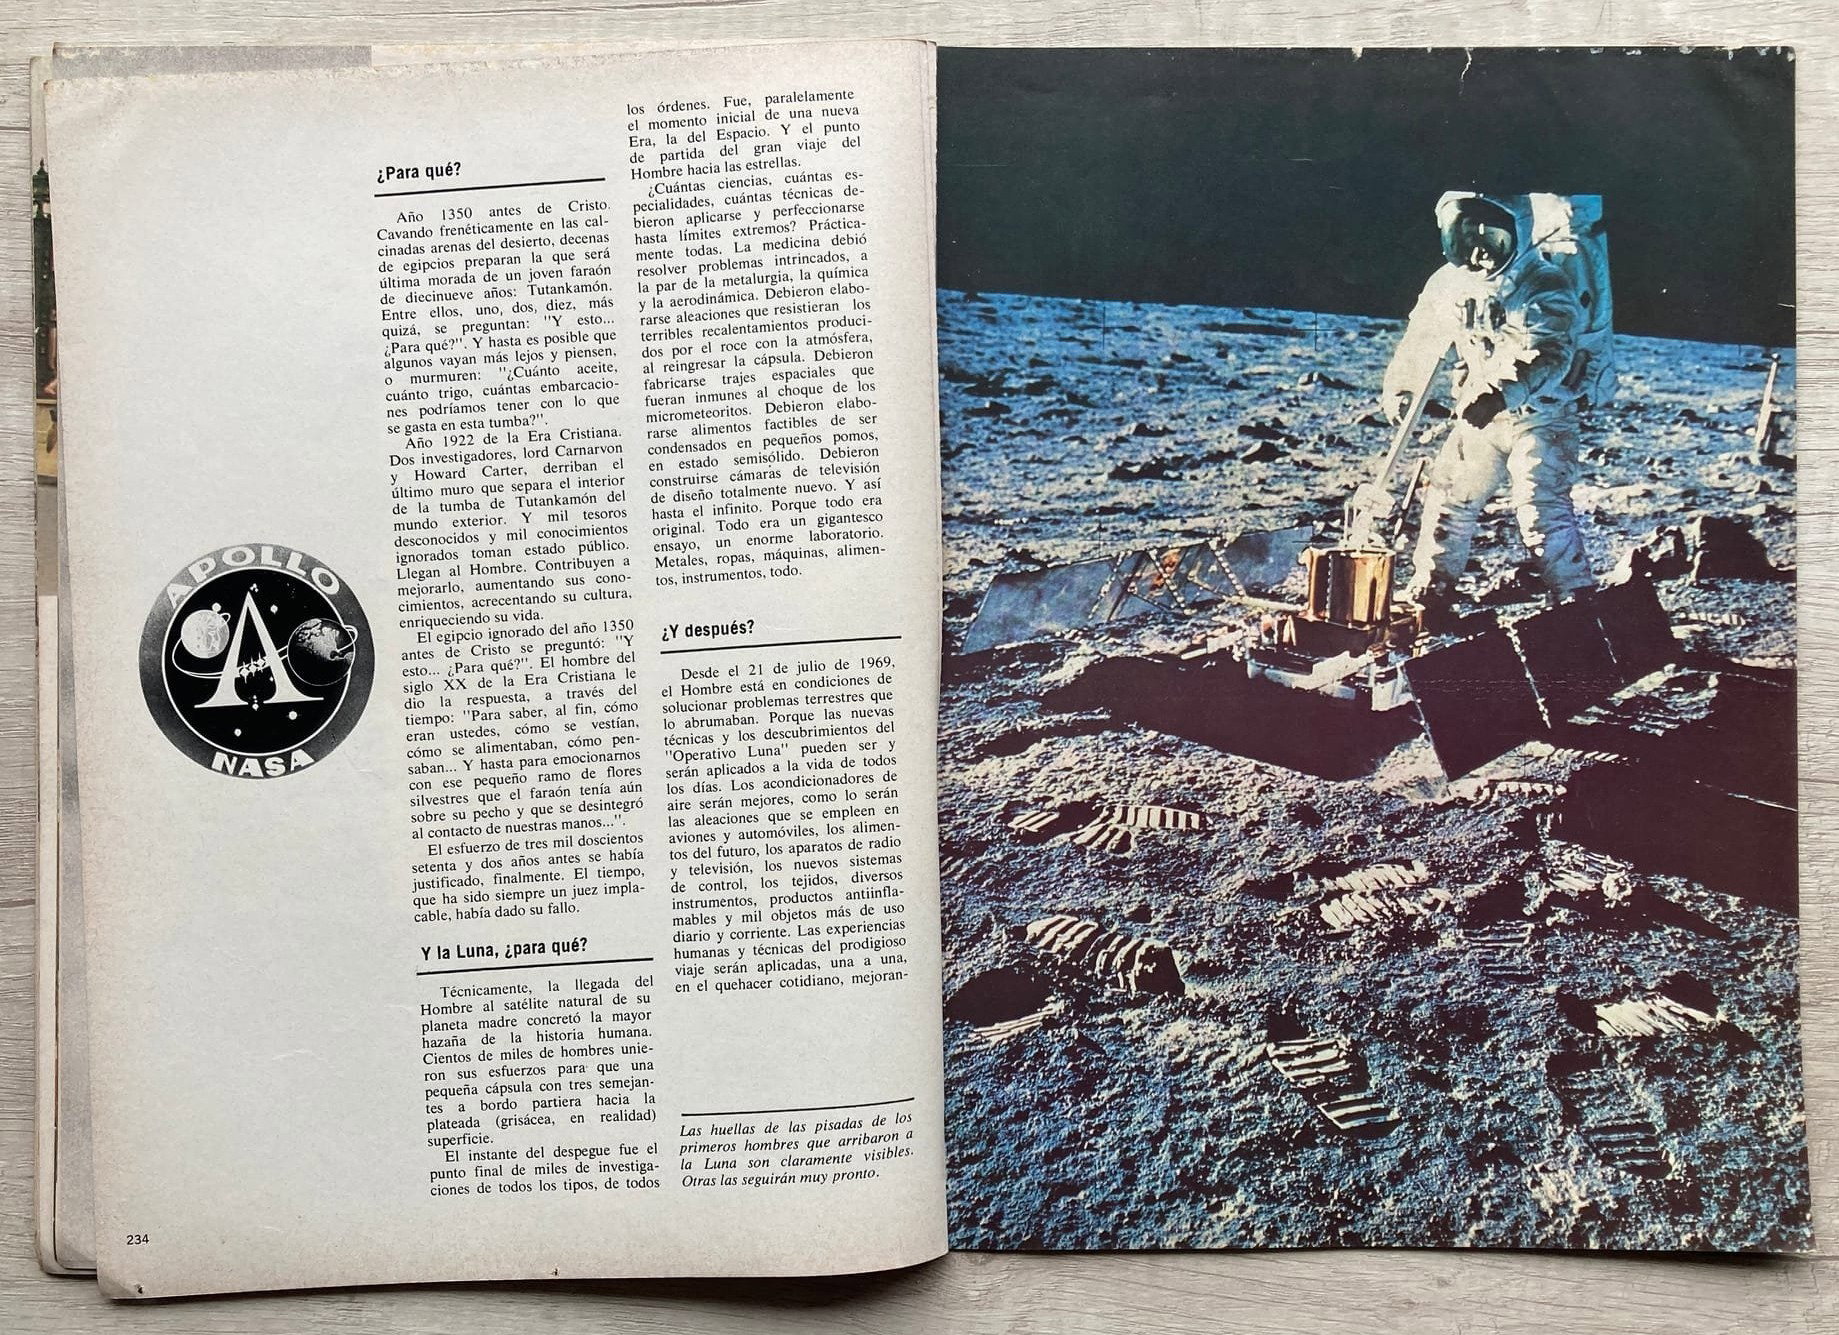 ¿Para qué?
Año 1350 antes de Cristo.
Cavando frenéticamente en las cal-
cinadas arenas del desierto, decenas
de egipcios preparan la que será
última morada de un joven faraón
de diecinueve años: Tutankamón.
Entre ellos, uno, dos, diez, más
quizá, se preguntan: "Y esto...
¿Para qué?". Y hasta es posible que
algunos vayan más lejos y piensen,
o murmuren: "¿Cuánto aceite,
cuánto trigo, cuántas embarcacio-
nes podríamos tener con lo que
se gasta en esta tumba?".
Año 1922 de la Era Cristiana.
Dos investigadores, lord Carnarvon
y Howard Carter, derriban el
último muro que separa el interior
de la tumba de Tutankamón del
mundo exterior. Y mil tesoros
desconocidos y mil conocimientos
ignorados toman estado público.
Llegan al Hombre. Contribuyen a
mejorarlo, aumentando sus cono-
cimientos, acrecentando su cultura,
enriqueciendo su vida.
El egipcio ignorado del año 1350
antes de Cristo se preguntó: "Y
esto... ¿Para qué?". El hombre del
siglo XX de la Era Cristiana le
dio la respuesta, a través del
tiempo: "Para saber, al fin, cómo
eran ustedes, cómo se vestían,
cómo se alimentaban, cómo pen-
saban... Y hasta para emocionarnos
con ese pequeño ramo de flores
silvestres que el faraón tenía aún
sobre su pecho y que se desintegró
al contacto de nuestras manos...".
El esfuerzo de tres mil doscientos
setenta y dos años antes se había
justificado, finalmente. El tiempo,
que ha sido siempre un juez impla-
cable, había dado su fallo.
Y la Luna, ¿para qué?
Técnicamente, la llegada del
Hombre al satélite natural de su
planeta madre concretó la mayor
hazaña de la historia humana.
Cientos de miles de hombres unie-
ron sus esfuerzos para que una
pequeña cápsula con tres semejan-
tes a bordo partiera hacia la
plateada (grisácea, en realidad)
superficie.
El instante del despegue fue el
punto final de miles de investiga-
ciones de todos los tipos, de todos
los órdenes. Fue, paralelamente
el momento inicial de una nueva
Era, la del Espacio. Y el punto
de partida del gran viaje del
Hombre hacia las estrellas.
¿Cuántas ciencias, cuántas es-
pecialidades, cuántas técnicas de-
bieron aplicarse y perfeccionarse
hasta límites extremos? Práctica-
mente todas. La medicina debió
resolver problemas intrincados, a
la par de la metalurgia, la química
y la aerodinámica. Debieron elabo-
rarse aleaciones que resistieran los
terribles recalentamientos produci-
dos por el roce con la atmósfera,
al reingresar la cápsula. Debieron
fabricarse trajes espaciales que
fueran inmunes al choque de los
micrometeoritos. Debieron elabo-
rarse alimentos factibles de ser
condensados en pequeños pomos,
en estado semisólido. Debieron
construirse cámaras de televisión
de diseño totalmente nuevo. Y así
hasta el infinito. Porque todo era
original. Todo era un gigantesco
ensayo, un enorme laboratorio.
Metales, ropas, máquinas, alimen-
tos, instrumentos, todo.
¿Y después?
Desde el 21 de julio de 1969,
el Hombre está en condiciones de
solucionar problemas terrestres que
lo abrumaban. Porque las nuevas
técnicas y los descubrimientos del
"Operativo Luna" pueden ser y
serán aplicados a la vida de todos
los días. Los acondicionadores de
aire serán mejores, como lo serán
las aleaciones que se empleen en
aviones y automóviles, los alimen-
tos del futuro, los aparatos de radio
y televisión, los nuevos sistemas
de control, los tejidos, diversos
instrumentos, productos antiinfla-
mables y mil objetos más de uso
diario y corriente. Las experiencias
humanas y técnicas del prodigioso
viaje serán aplicadas, una a una,
en el quehacer cotidiano, mejoran-
Las huellas de las pisadas de los
primeros hombres que arribaron a
la Luna son claramente visibles.
Otras las seguirán muy pronto.
APOLLO
A
NASA
234